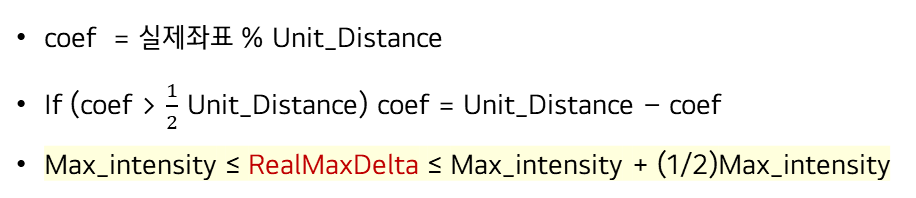 • coef = 실제좌표 % Unit_Distance
• If (coef > 1/2 Unit_Distance) coef = Unit_Distance − coef
• Max_intensity ≤ RealMaxDelta ≤ Max_intensity + (1/2)Max_intensity